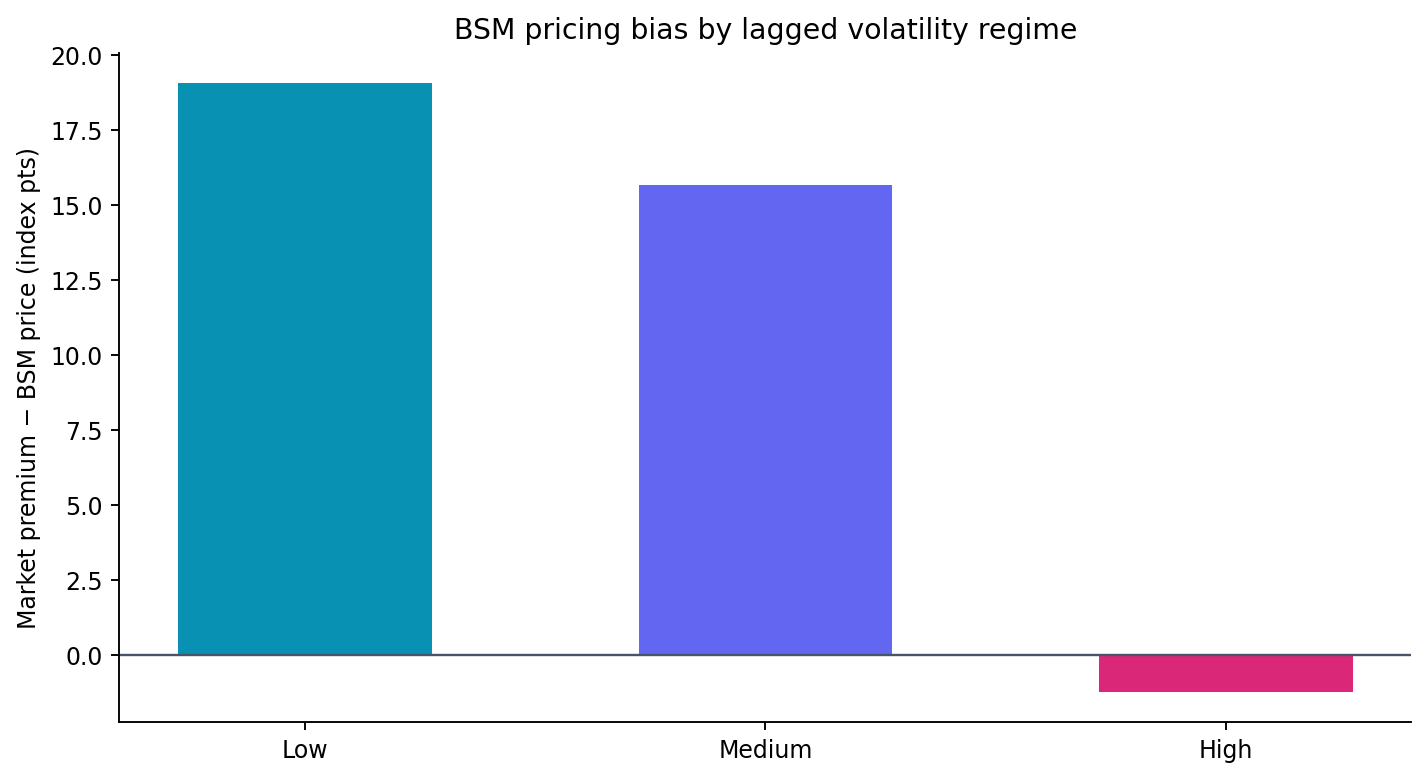 BSM pricing bias by lagged volatility regime
Market premium − BSM price (index pts)
20.0
17.5
15.0
12.5
10.0
7.5
5.0
2.5
0.0
Low
Medium
High